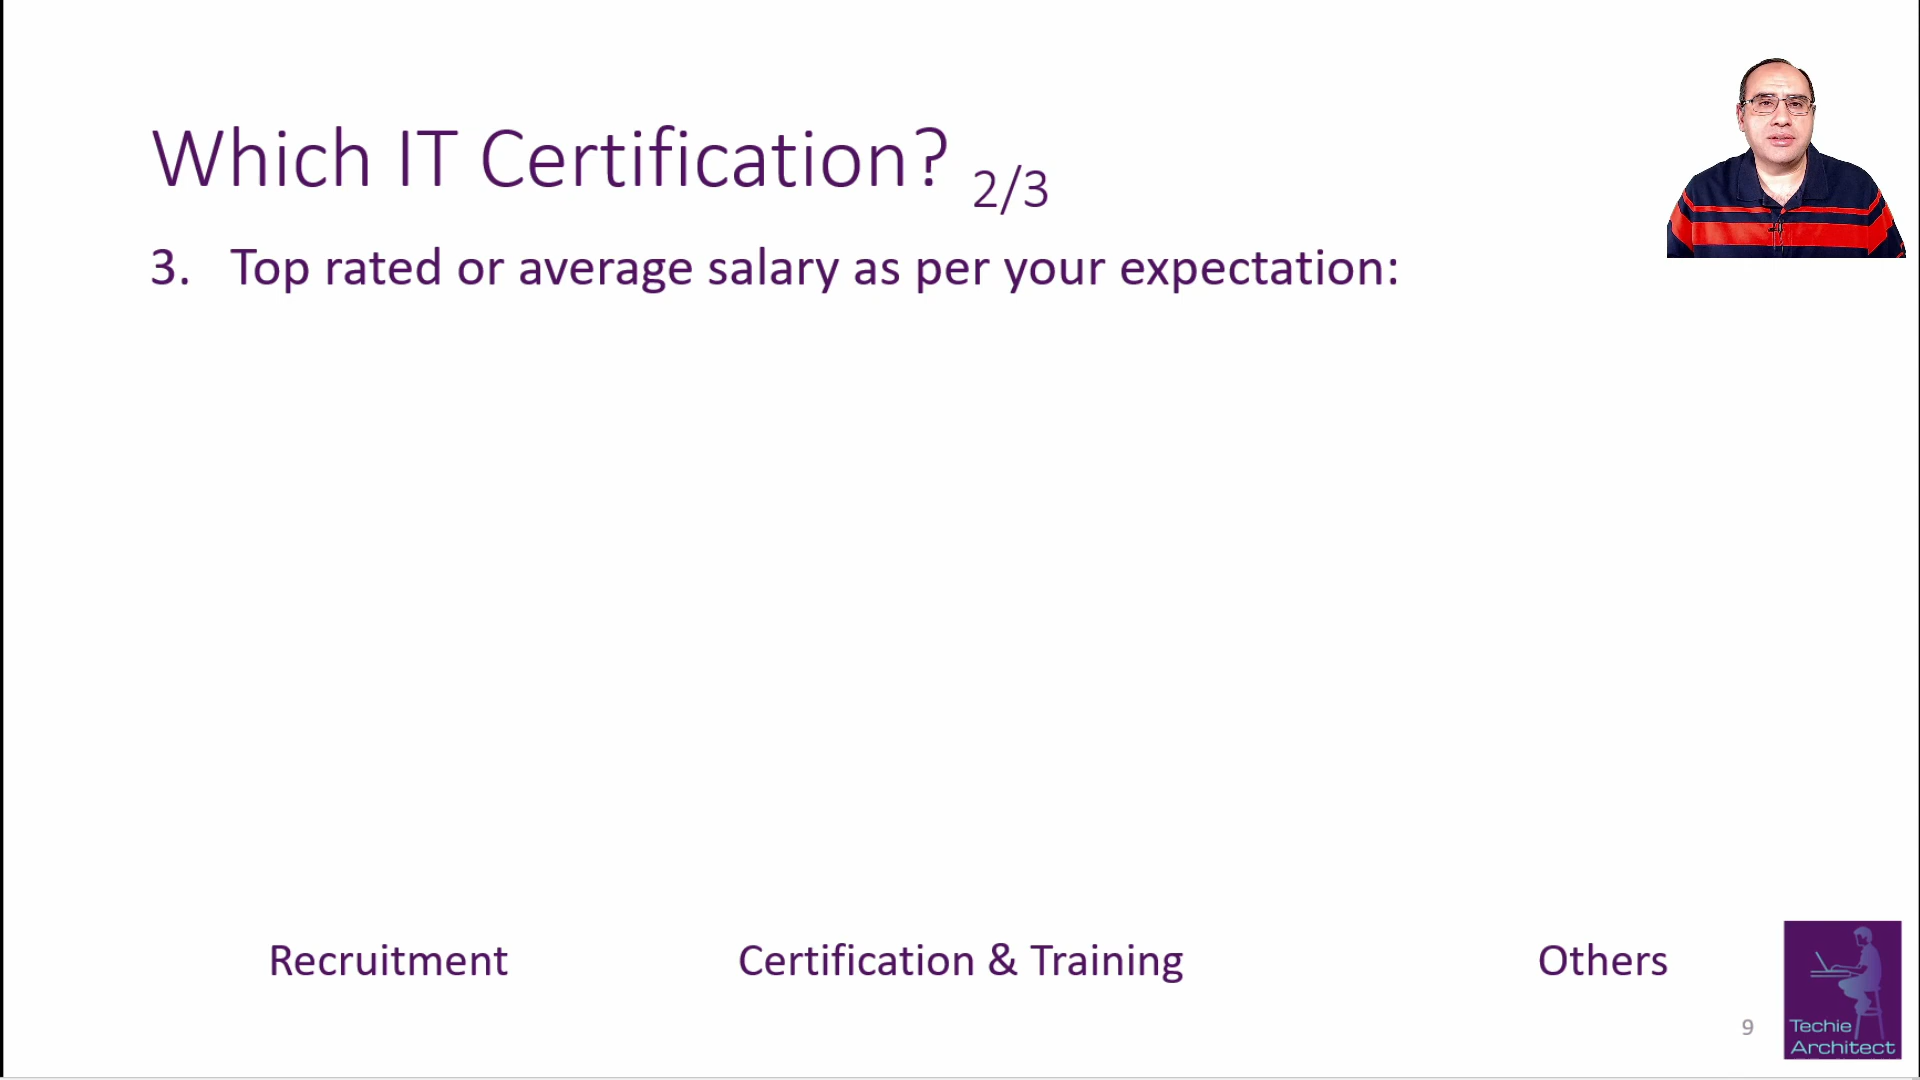 Which IT Certification? 2/3
3. Top rated or average salary as per your expectation:
Recruitment Certification & Training Others
9
Techie
Architect